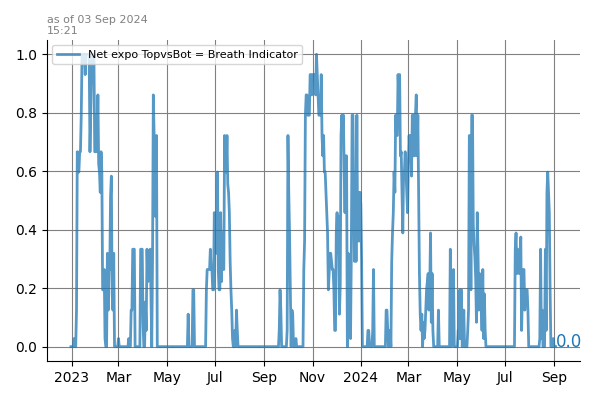 as of 03 Sep 2024
15:21
Net expo TopvsBot = Breath Indicator
1.0
0.8
0.6
0.4
0.2
0.0
0.0
2023 Mar May Jul Sep Nov 2024 Mar May Jul Sep